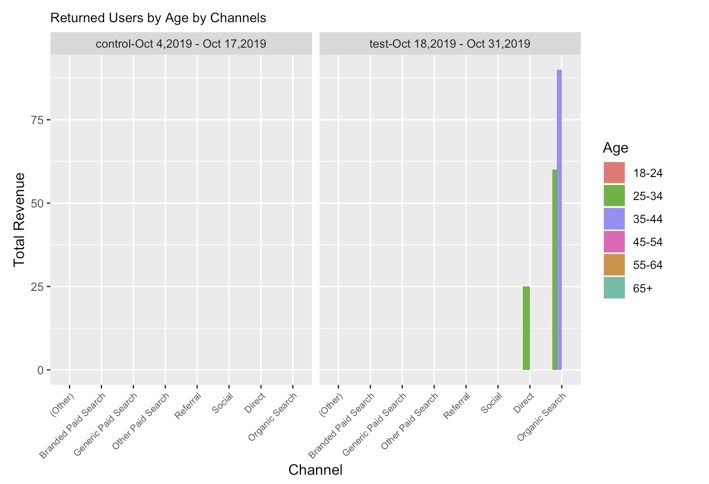 Returned Users by Age by Channels
control-Oct 4,2019 - Oct 17,2019
test-Oct 18,2019 - Oct 31,2019
Total Revenue
75
50
25
0
(Other)
Branded Paid Search
Generic Paid Search
Other Paid Search
Referral
Social
Direct
Organic Search
(Other)
Branded Paid Search
Generic Paid Search
Other Paid Search
Referral
Social
Direct
Organic Search
Channel
Age
18-24
25-34
35-44
45-54
55-64
65+